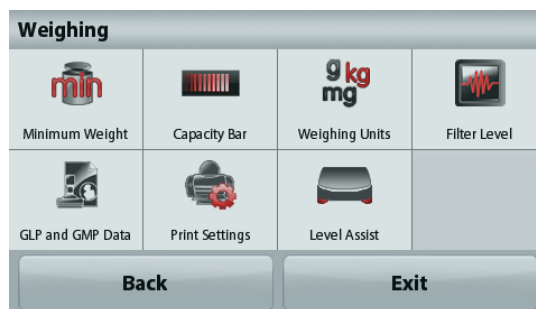 Weighing
min
g kg
mg
Minimum Weight
Capacity Bar
Weighing Units
Filter Level
GLP and GMP Data
Print Settings
Level Assist
Back
Exit